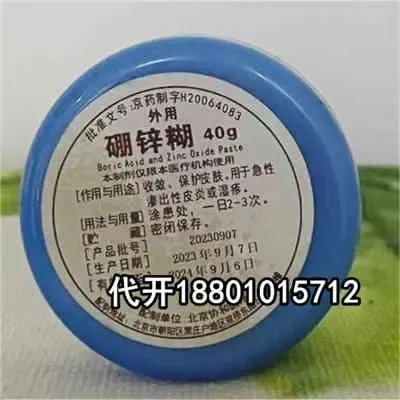 批准文号:京药制字H20064083
外用
硼锌糊 40g
Boric Acid and Zinc Oxide Paste
本制剂仅限本医疗机构使用
[作用与用途] 收敛、保护皮肤。用于急性
渗出性皮炎或湿疹。
[用法与用量] 涂患处,一日2-3次。
[贮 藏] 密闭保存。
[产品批号] 20230907
[生产日期] 2023年9月7日
2024年9月6日
代开18801015712
配制单位 北京协和